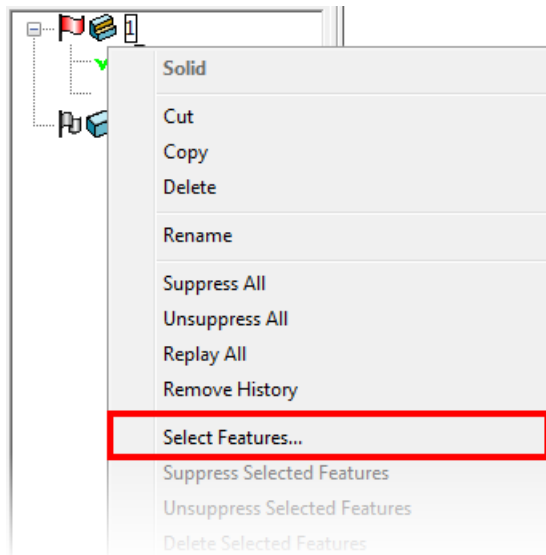 1
Solid
Cut
Copy
Delete
Rename
Suppress All
Unsuppress All
Replay All
Remove History
Select Features...
Suppress Selected Features
Unsuppress Selected Features
Delete Selected Features